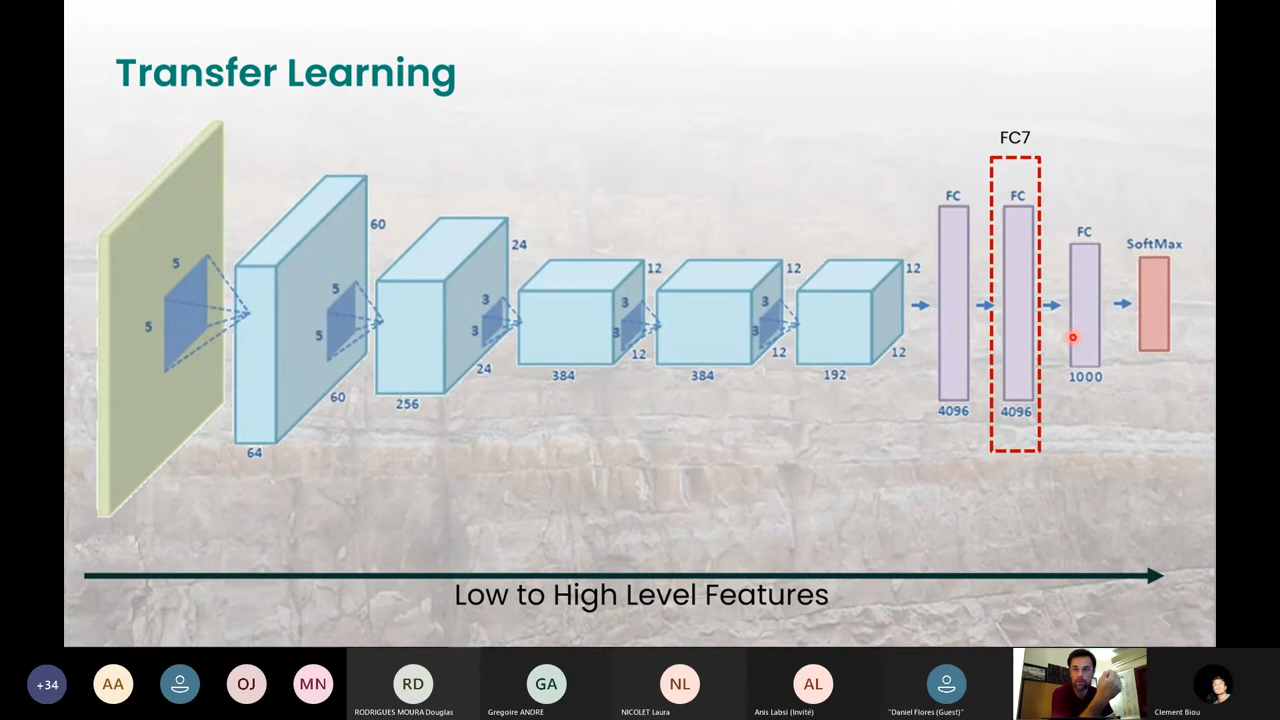 Transfer Learning
FC7
FC
FC
FC
SoftMax
5
5
60
60
64
5
5
24
24
256
3
3
12
12
384
3
3
12
12
384
3
3
12
12
192
4096
4096
1000
Low to High Level Features
+34
AA
OJ
MN
RD
RODRIGUES MOURA Douglas
GA
Gregoire ANDRE
NL
NICOLET Laura
AL
Anis Labsi (Invité)
"Daniel Flores (Guest)"
Clement Biou